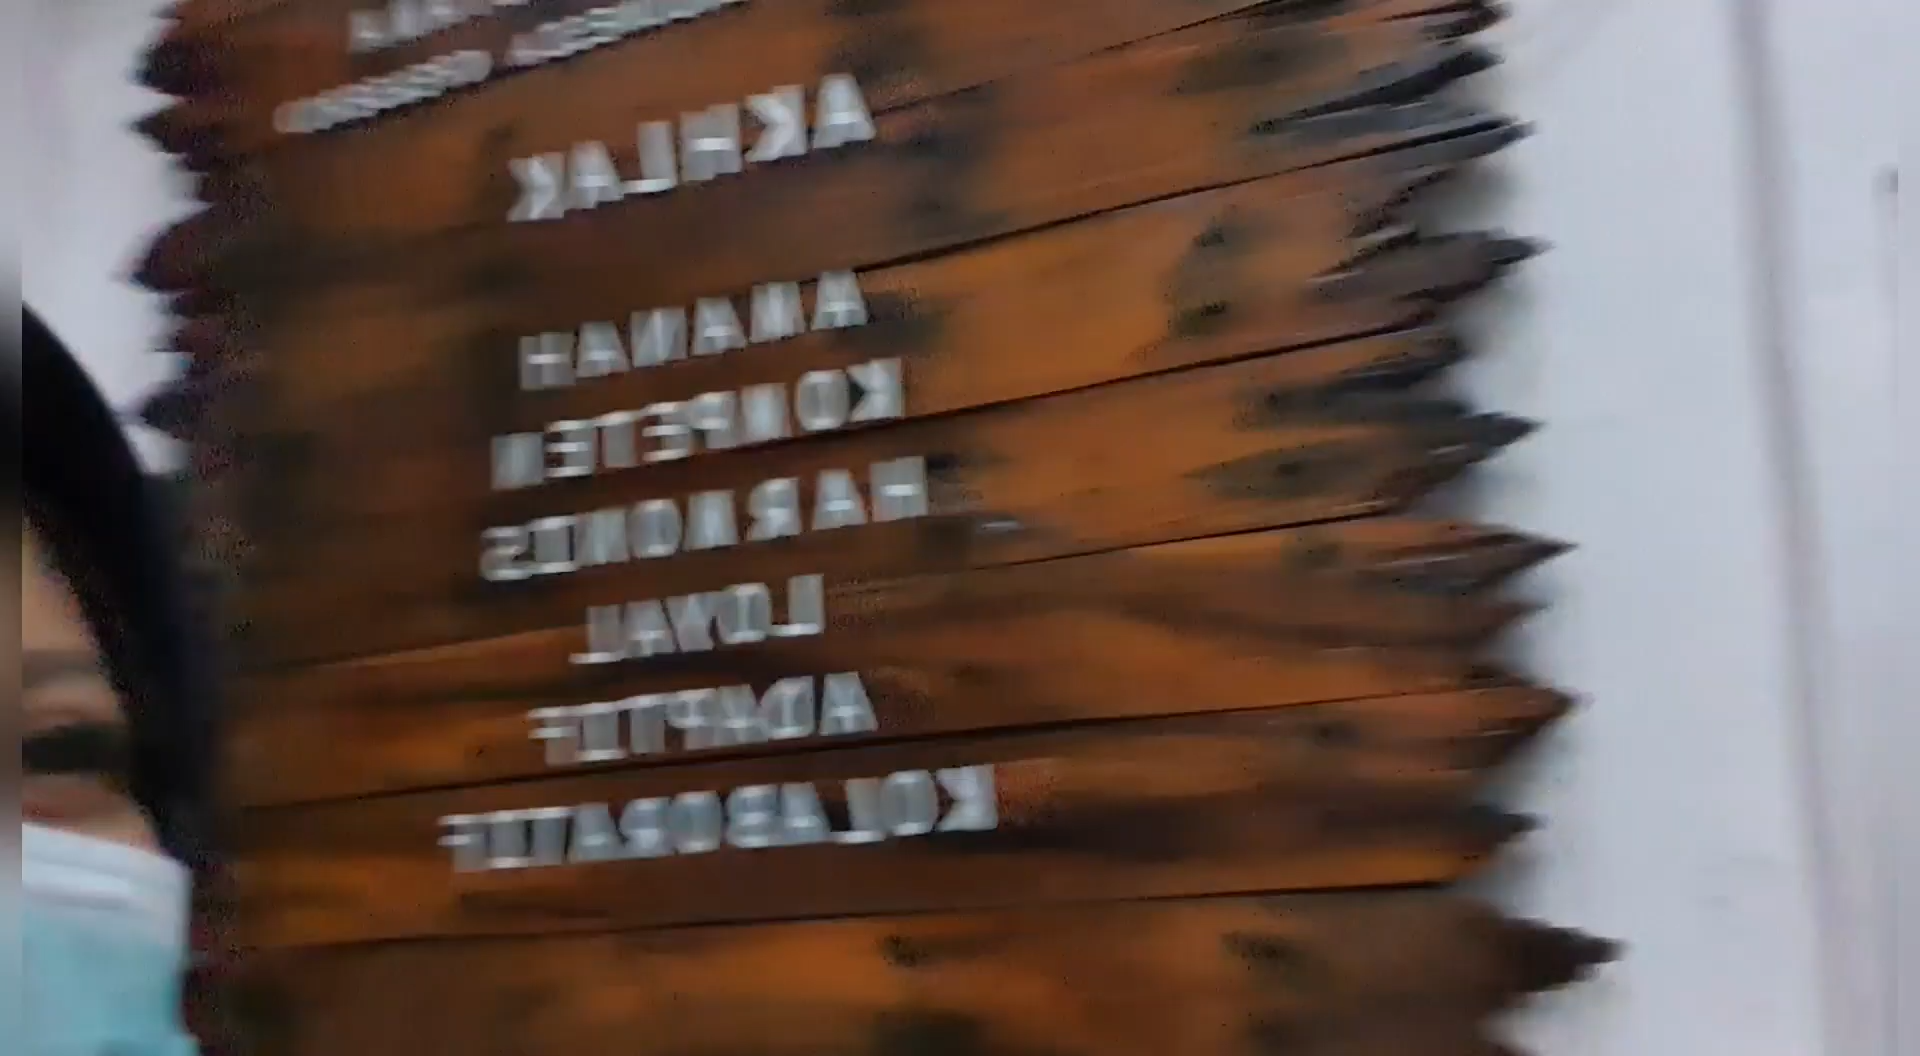 AKHLAK
AMANAH
KOMPETEN
HARMONIS
LOYAL
ADAPTIF
KOLABORATIF